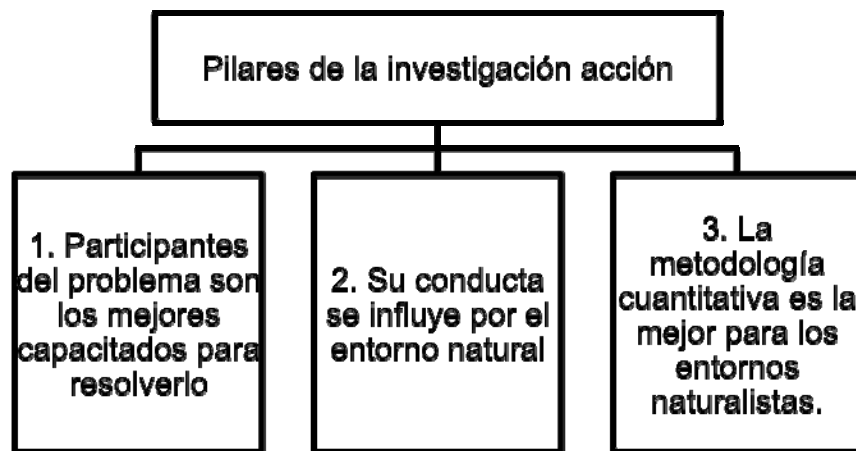 Pilares de la investigación acción
1. Participantes
del problema son
los mejores
capacitados para
resolverlo
2. Su conducta
se influye por el
entorno natural
3. La
metodología
cuantitativa es la
mejor para los
entornos
naturalistas.